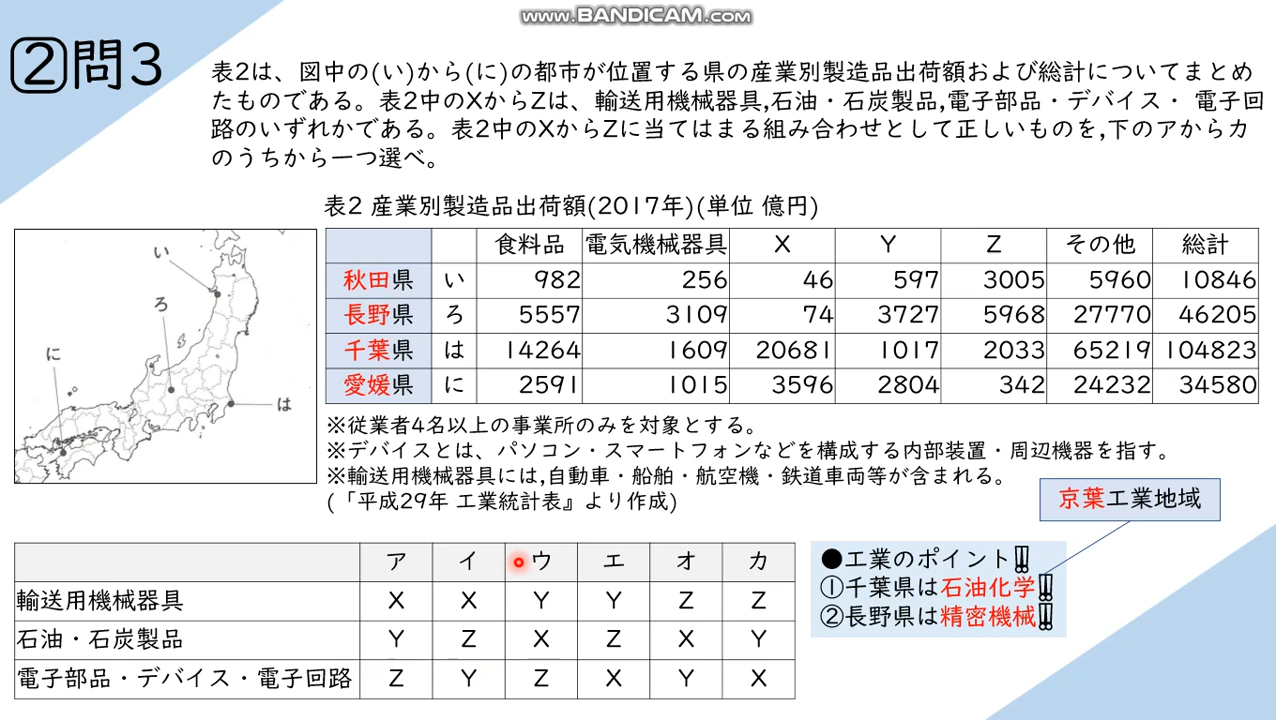 www.BANDICAM.com
②問3
表2は、図中の(い)から(に)の都市が位置する県の産業別製造品出荷額および総計についてまとめ
たものである。表2中のXからZは、輸送用機械器具,石油・石炭製品,電子部品・デバイス・ 電子回
路のいずれかである。表2中のXからZに当てはまる組み合わせとして正しいものを,下のアからカ
のうちから一つ選べ。
表2 産業別製造品出荷額(2017年)(単位 億円)
食料品 電気機械器具 X Y Z その他 総計
秋田県 い 982 256 46 597 3005 5960 10846
長野県 ろ 5557 3109 74 3727 5968 27770 46205
千葉県 は 14264 1609 20681 1017 2033 65219 104823
愛媛県 に 2591 1015 3596 2804 342 24232 34580
い
ろ
に
は
※従業者4名以上の事業所のみを対象とする。
※デバイスとは、パソコン・スマートフォンなどを構成する内部装置・周辺機器を指す。
※輸送用機械器具には,自動車・船舶・航空機・鉄道車両等が含まれる。
(「平成29年 工業統計表』より作成)
京葉工業地域
ア イ ウ エ オ カ
輸送用機械器具 X X Y Y Z Z
石油・石炭製品 Y Z X Z X Y
電子部品・デバイス・電子回路 Z Y Z X Y X
●工業のポイント‼
①千葉県は石油化学‼
②長野県は精密機械‼